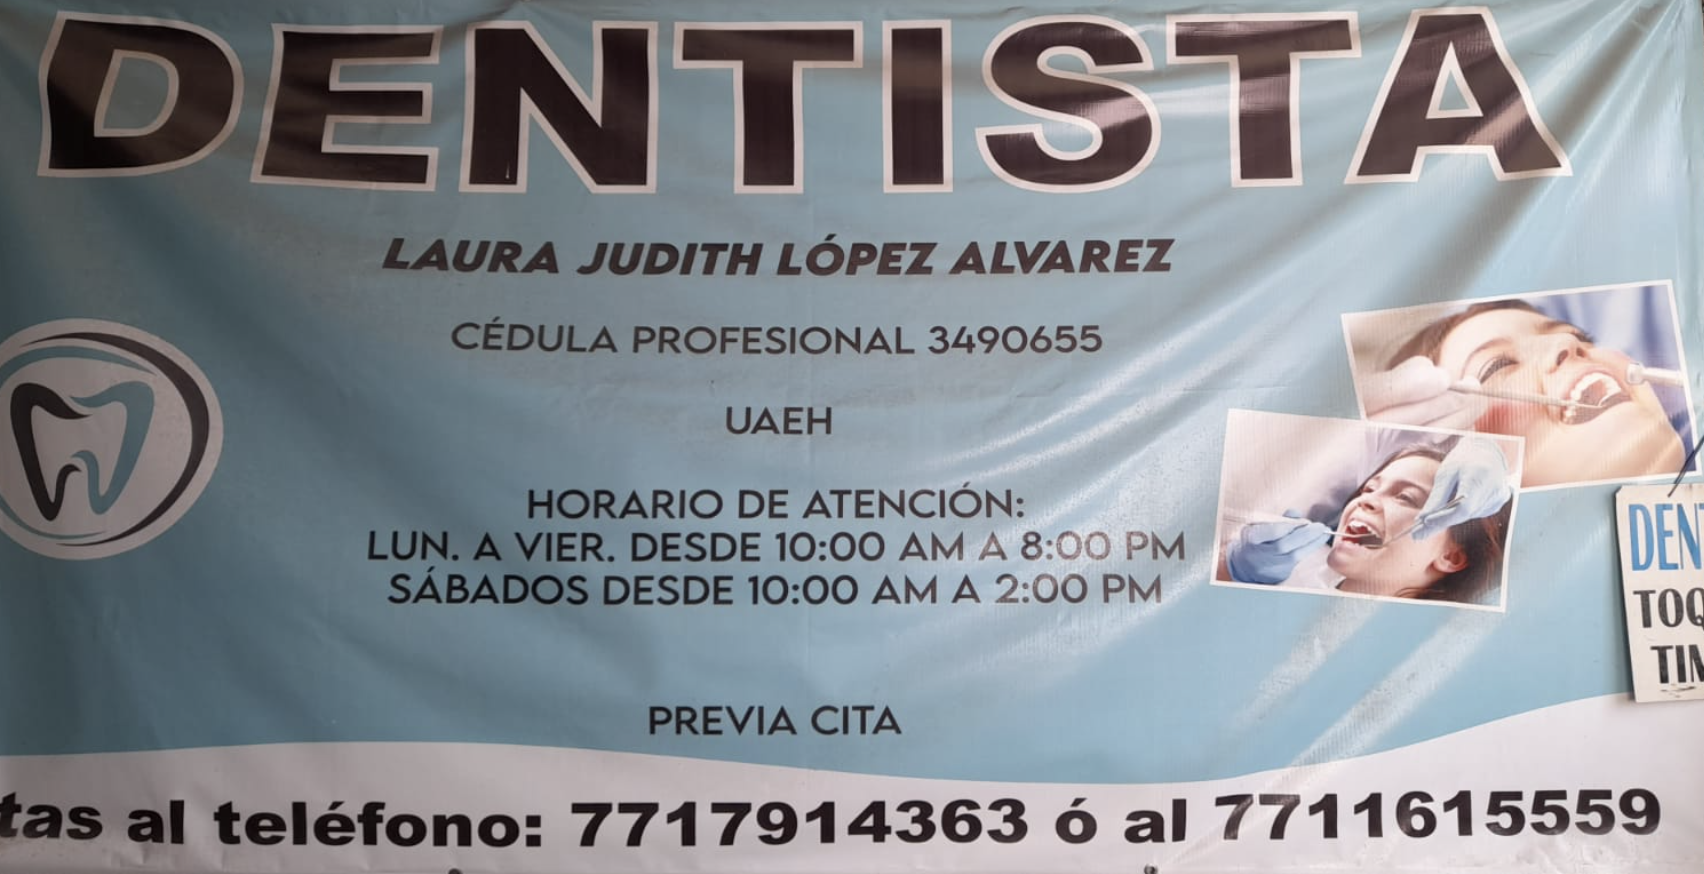 DENTISTA
LAURA JUDITH LÓPEZ ALVAREZ
CÉDULA PROFESIONAL 3490655
UAEH
HORARIO DE ATENCIÓN:
LUN. A VIER. DESDE 10:00 AM A 8:00 PM
SÁBADOS DESDE 10:00 AM A 2:00 PM
PREVIA CITA
tas al teléfono: 7717914363 ó al 7711615559
DEN
TOQ
TIM